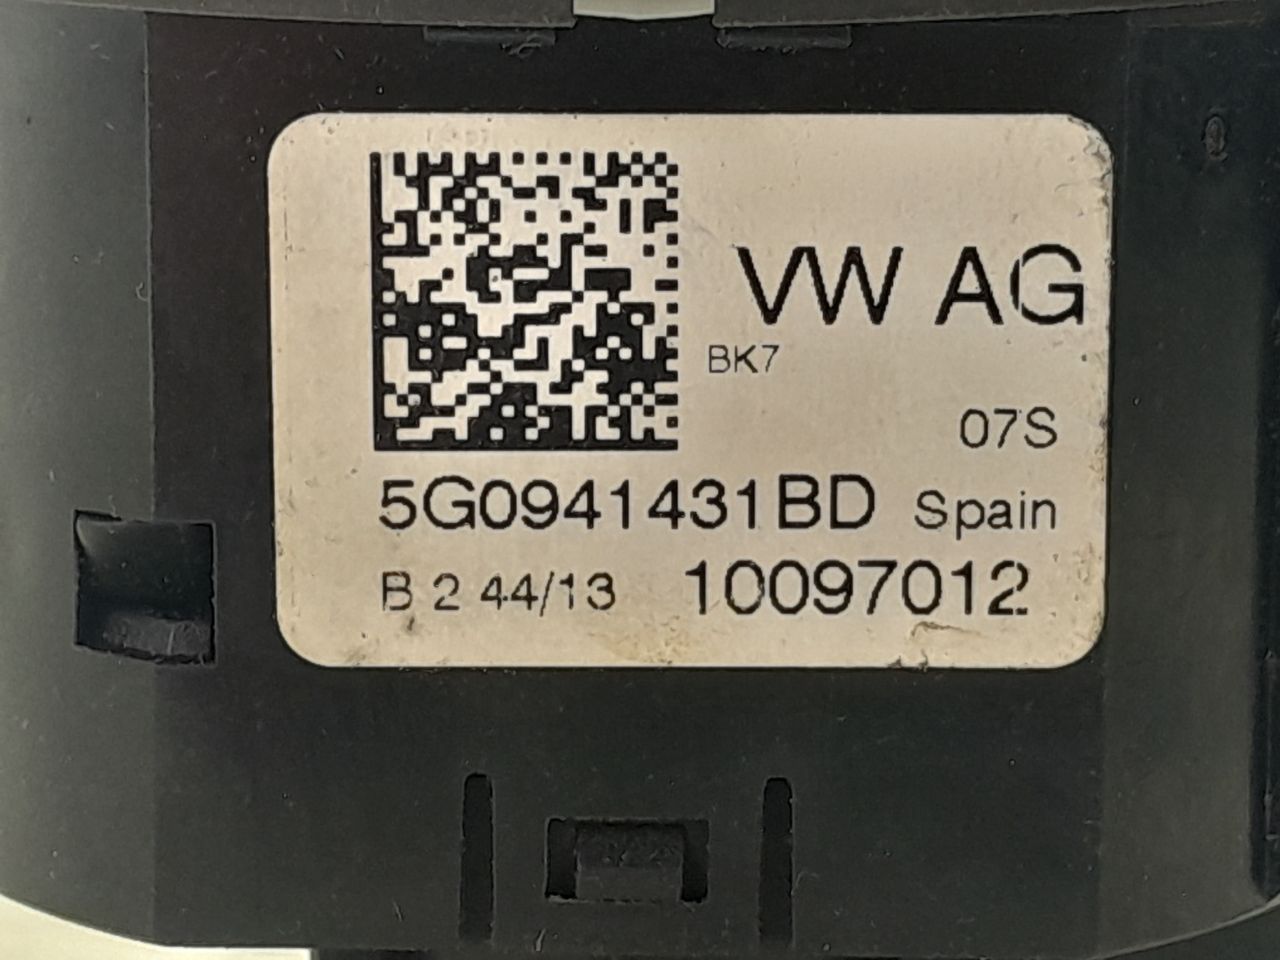 VW AG
BK7
07S
5G0941431BD Spain
B 2 44/13 10097012